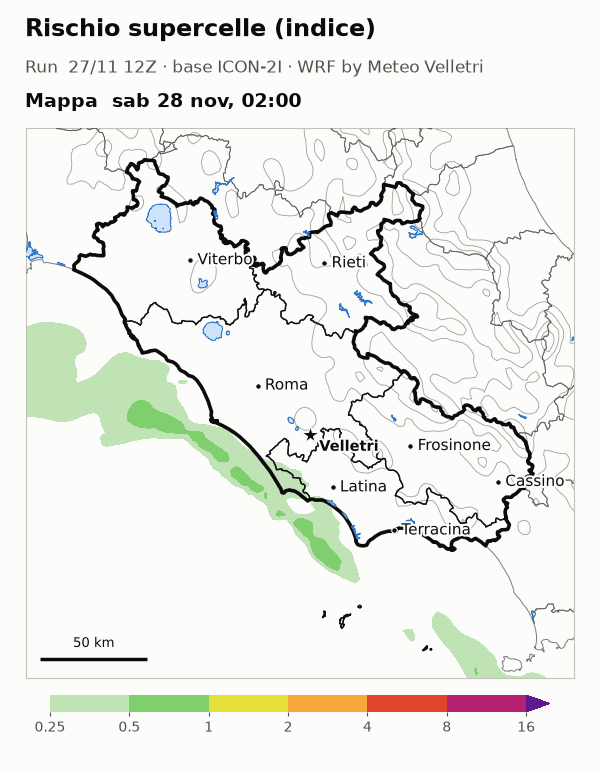 Rischio supercelle (indice)
Run  27/11 12Z · base ICON-2I · WRF by Meteo Velletri
Mappa  sab 28 nov, 02:00
Viterbo
Rieti
Roma
Velletri
Frosinone
Cassino
Latina
Terracina
50 km
0.25 0.5 1 2 4 8 16